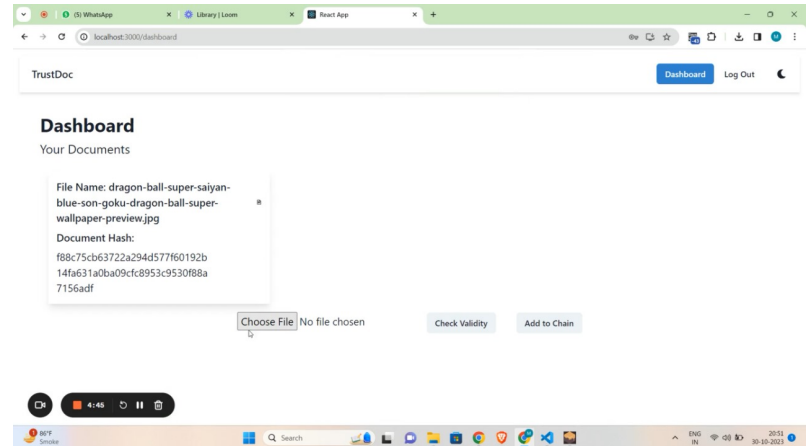 (5) WhatsApp
Library | Loom
React App
localhost:3000/dashboard
TrustDoc
Dashboard
Log Out
Dashboard
Your Documents
File Name: dragon-ball-super-saiyan-
blue-son-goku-dragon-ball-super-
wallpaper-preview.jpg
Document Hash:
f88c75cb63722a294d577f60192b
14fa631a0ba09cfc8953c9530f88a
7156adf
Choose File No file chosen
Check Validity
Add to Chain
4:45
86°F
Smoke
Search
ENG
IN
20:51
30-10-2023